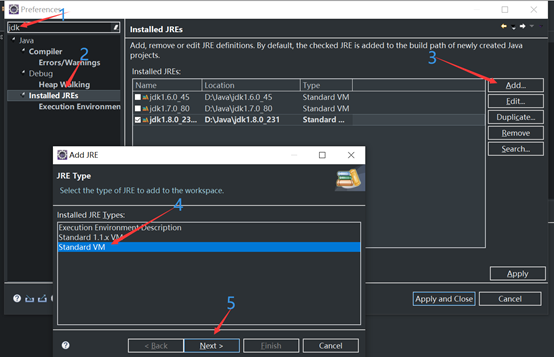 Preferences
1
jdk
Java
Compiler
Errors/Warnings
Debug
Heap Walking
Installed JREs
Execution Environmen
2
Installed JREs
Add, remove or edit JRE definitions. By default, the checked JRE is added to the build path of newly created Java
projects.
Installed JREs:
3
Name Location Type
jdk1.6.0_45 D:\Java\jdk1.6.0_45 Standard VM
jdk1.7.0_80 D:\Java\jdk1.7.0_80 Standard VM
jdk1.8.0_23... D:\Java\jdk1.8.0_231 Standard ...
Add...
Edit...
Duplicate...
Remove
Search...
Apply
Apply and Close Cancel
Add JRE
JRE Type
Select the type of JRE to add to the workspace.
4
Installed JRE Types:
Execution Environment Description
Standard 1.1.x VM
Standard VM
5
< Back Next > Finish Cancel